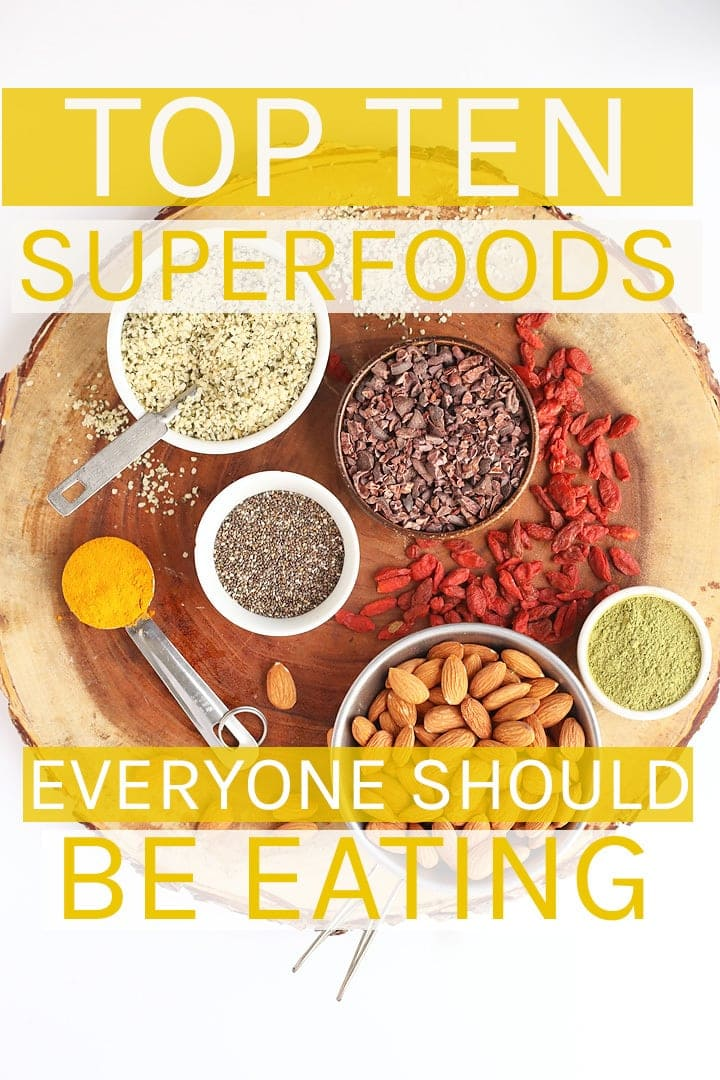 TOP TEN
SUPERFOODS
EVERYONE SHOULD
BE EATING